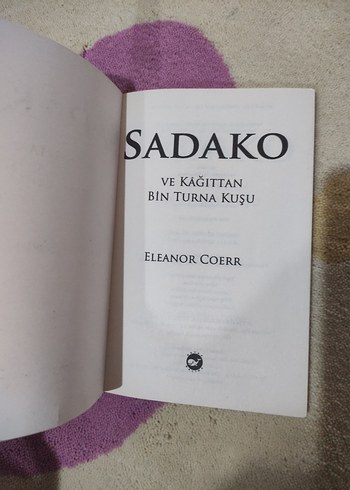 SADAKO
VE KÂĞITTAN
BİN TURNA KUŞU
ELEANOR COERR